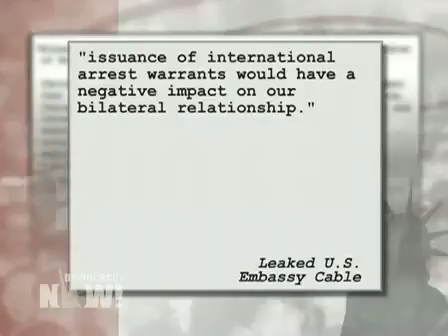 "issuance of international
arrest warrants would have a
negative impact on our
bilateral relationship."
Leaked U.S.
Embassy Cable
DEMOCRACY
NOW!